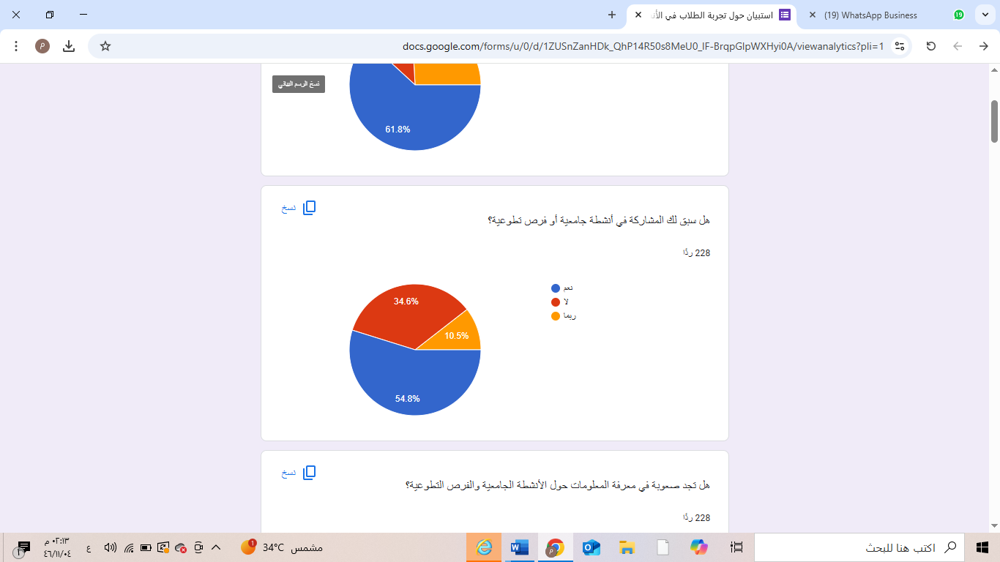 استبيان حول تجربة الطلاب في الأن
(19) WhatsApp Business
19
docs.google.com/forms/u/0/d/1ZUSnZanHDk_QhP14R50s8MeU0_lF-BrqpGlpWXHyi0A/viewanalytics?pli=1
نسخ الرسم البياني
61.8%
نسخ
هل سبق لك المشاركة في أنشطة جامعية أو فرص تطوعية؟
228 ردًا
نعم
لا
ربما
34.6%
10.5%
54.8%
نسخ
هل تجد صعوبة في معرفة المعلومات حول الأنشطة الجامعية والفرص التطوعية؟
228 ردًا
اكتب هنا للبحث
مشمس 34°C
1
ع
٠٢:١٣ م
٤٦/١١/٠٤
١